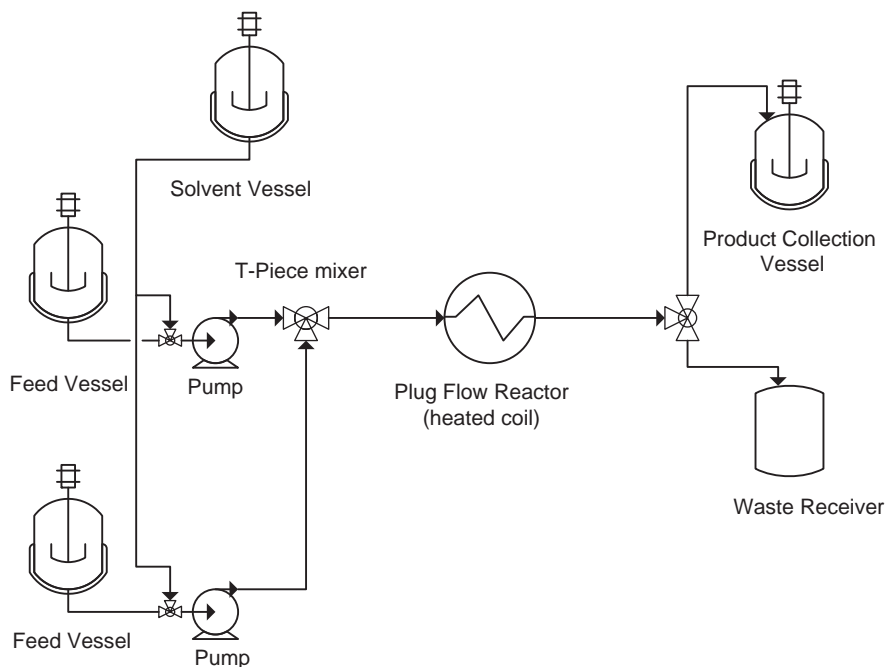 Solvent Vessel
Product Collection
Vessel
T-Piece mixer
Feed Vessel
Pump
Plug Flow Reactor
(heated coil)
Waste Receiver
Feed Vessel
Pump